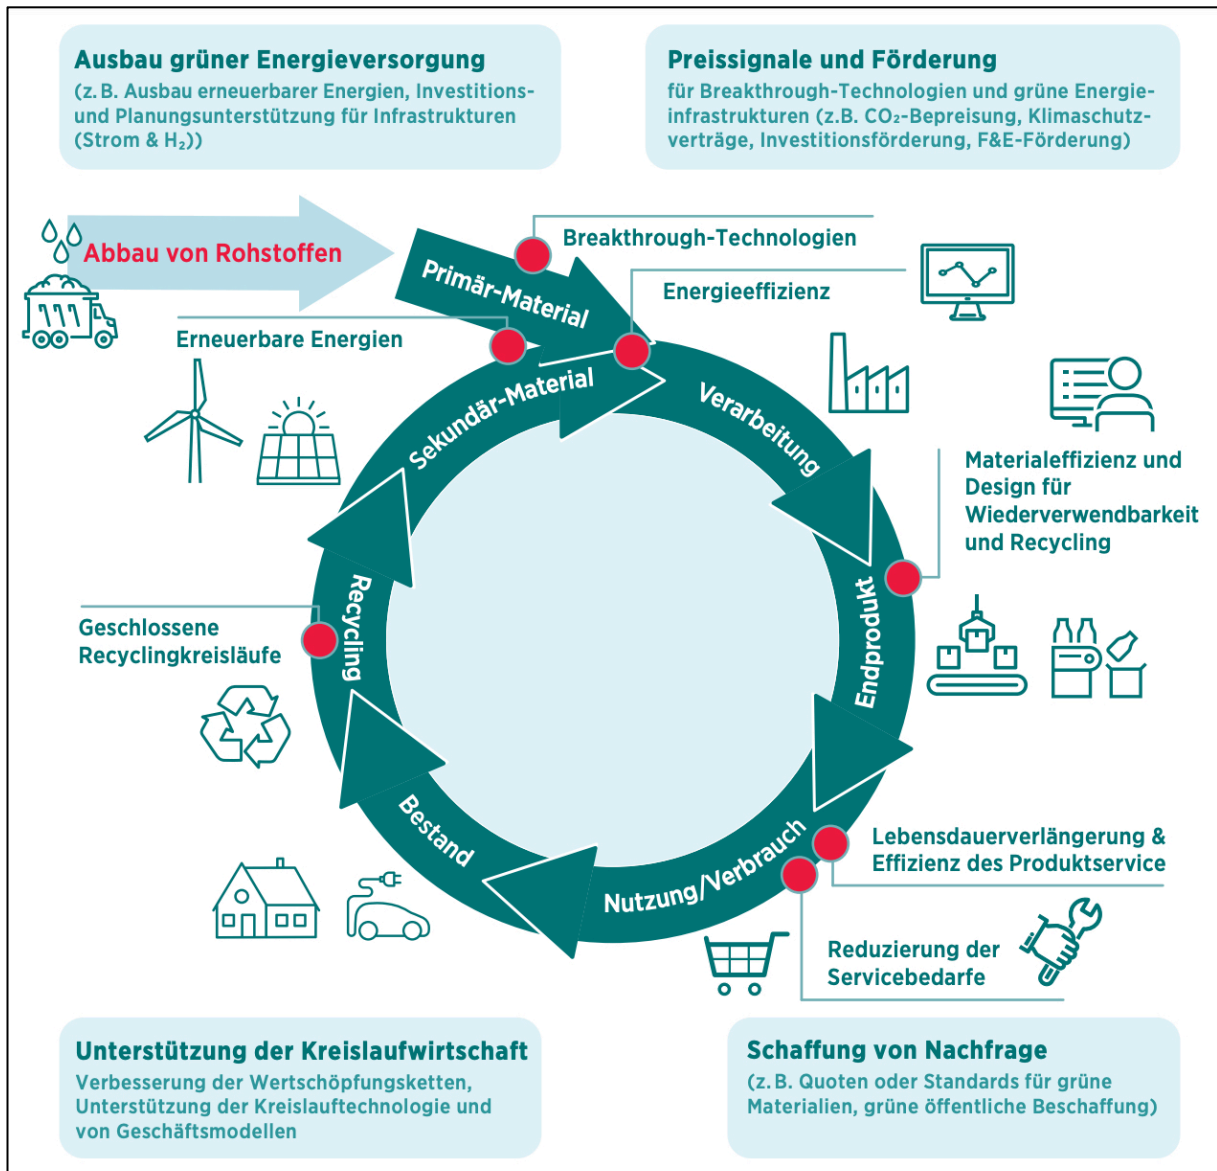 Ausbau grüner Energieversorgung
(z. B. Ausbau erneuerbarer Energien, Investitions-
und Planungsunterstützung für Infrastrukturen
(Strom & H₂))
Preissignale und Förderung
für Breakthrough-Technologien und grüne Energie-
infrastrukturen (z.B. CO₂-Bepreisung, Klimaschutz-
verträge, Investitionsförderung, F&E-Förderung)
Abbau von Rohstoffen
Primär-Material
Breakthrough-Technologien
Energieeffizienz
Erneuerbare Energien
Sekundär-Material
Verarbeitung
Materialeffizienz und
Design für
Wiederverwendbarkeit
und Recycling
Endprodukt
Recycling
Geschlossene
Recyclingkreisläufe
Bestand
Nutzung/Verbrauch
Lebensdauerverlängerung &
Effizienz des Produktservice
Reduzierung der
Servicebedarfe
Unterstützung der Kreislaufwirtschaft
Verbesserung der Wertschöpfungsketten,
Unterstützung der Kreislauftechnologie und
von Geschäftsmodellen
Schaffung von Nachfrage
(z. B. Quoten oder Standards für grüne
Materialien, grüne öffentliche Beschaffung)